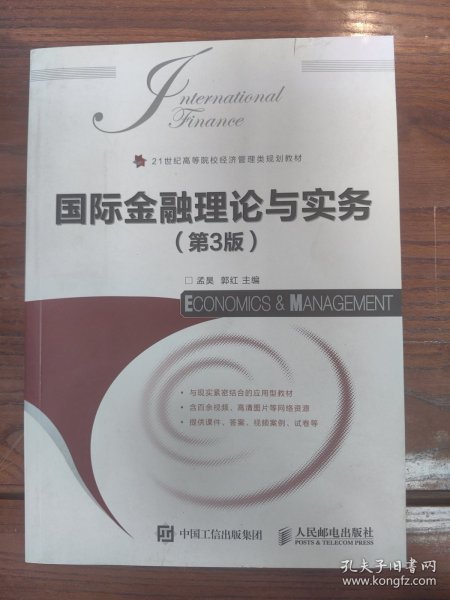 International
Finance
21世纪高等院校经济管理类规划教材
国际金融理论与实务
（第3版）
□ 孟昊 郭红 主编
ECONOMICS & MANAGEMENT
• 与现实紧密结合的应用型教材
• 含百余视频、高清图片等网络资源
• 提供课件、答案、视频案例、试卷等
中国工信出版集团
人民邮电出版社
POSTS & TELECOM PRESS
孔夫子旧书网
www.kongfz.com